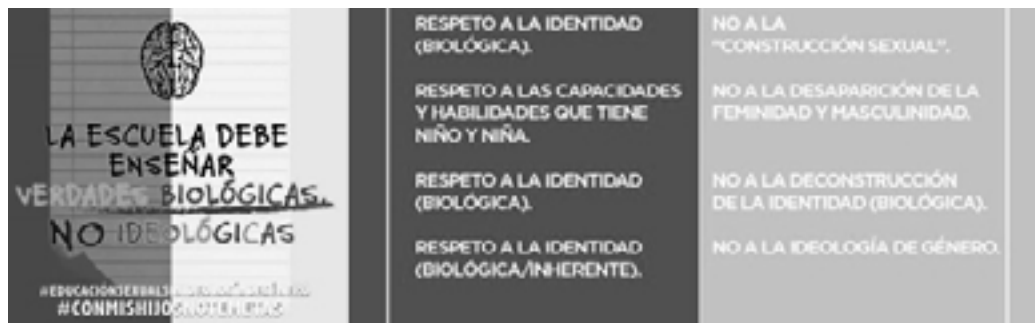 LA ESCUELA DEBE
ENSEÑAR
VERDADES BIOLÓGICAS.
NO IDEOLÓGICAS
#CONMISHIJOSNOTEMETAS
RESPETO A LA IDENTIDAD
(BIOLÓGICA).
RESPETO A LAS CAPACIDADES
Y HABILIDADES QUE TIENE
NIÑO Y NIÑA.
RESPETO A LA IDENTIDAD
(BIOLÓGICA).
RESPETO A LA IDENTIDAD
(BIOLÓGICA/INHERENTE).
NO A LA
"CONSTRUCCIÓN SEXUAL".
NO A LA DESAPARICIÓN DE LA
FEMINIDAD Y MASCULINIDAD.
NO A LA DECONSTRUCCIÓN
DE LA IDENTIDAD (BIOLÓGICA).
NO A LA IDEOLOGÍA DE GÉNERO.